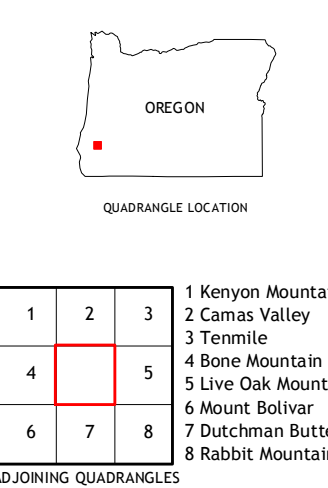 OREGON
QUADRANGLE LOCATION
1 2 3
4 5
6 7 8
1 Kenyon Mountai
2 Camas Valley
3 Tenmile
4 Bone Mountain
5 Live Oak Mount
6 Mount Bolivar
7 Dutchman Butte
8 Rabbit Mountain
ADJOINING QUADRANGLES